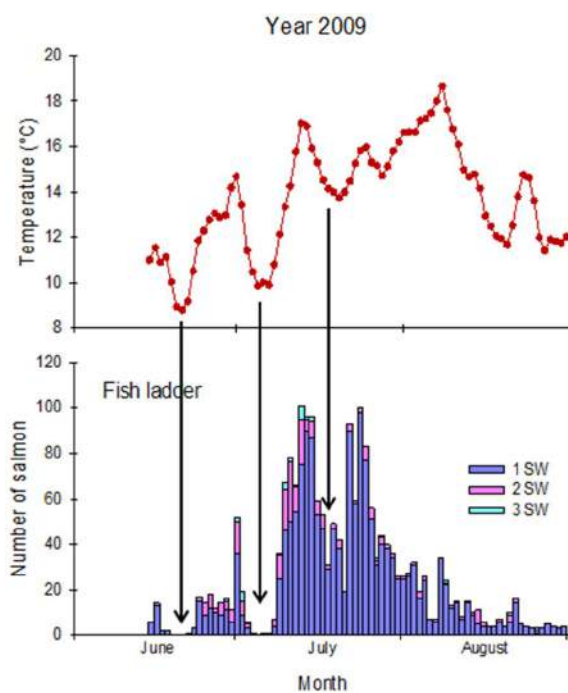 Year 2009
20
18
16
14
12
10
8
Temperature (°C)
120
100
80
60
40
20
0
Number of salmon
Fish ladder
1 SW
2 SW
3 SW
June
July
August
Month